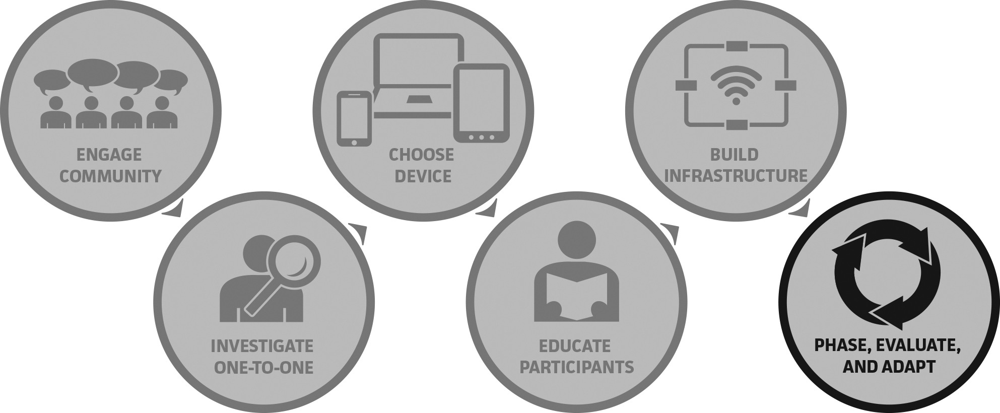 ENGAGE
COMMUNITY
INVESTIGATE
ONE-TO-ONE
CHOOSE
DEVICE
EDUCATE
PARTICIPANTS
BUILD
INFRASTRUCTURE
PHASE, EVALUATE,
AND ADAPT